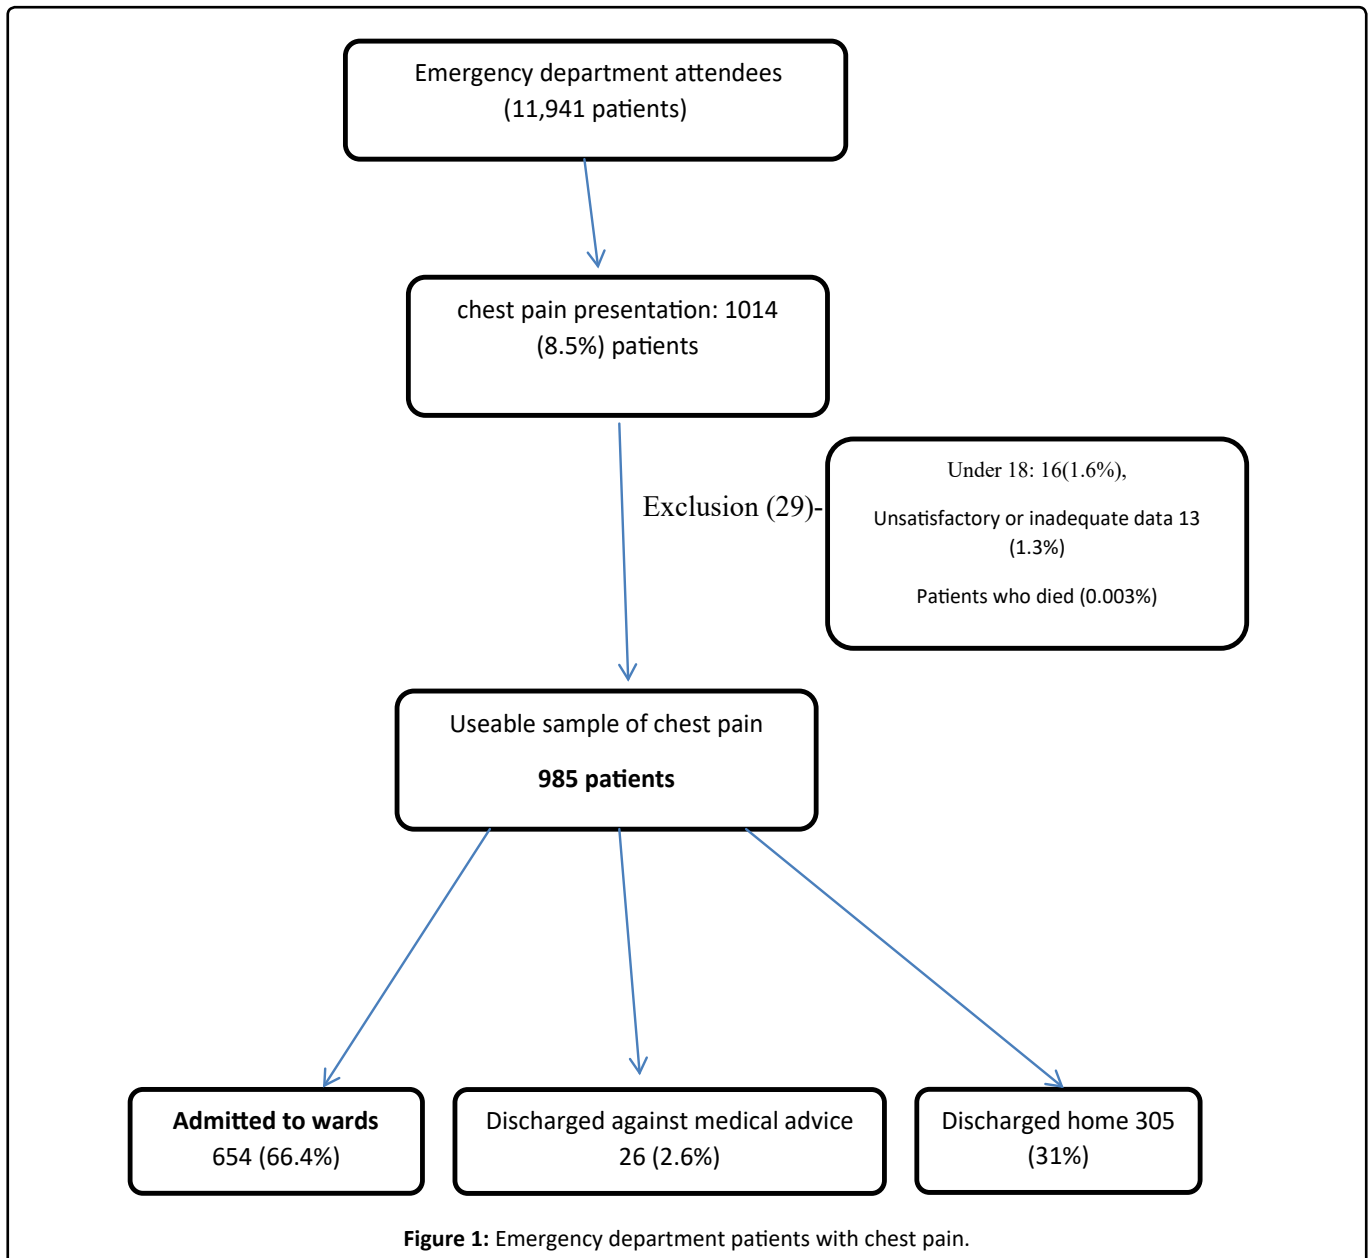 Emergency department attendees
(11,941 patients)
chest pain presentation: 1014
(8.5%) patients
Exclusion (29)-
Under 18: 16(1.6%),
Unsatisfactory or inadequate data 13
(1.3%)
Patients who died (0.003%)
Useable sample of chest pain
985 patients
Admitted to wards
654 (66.4%)
Discharged against medical advice
26 (2.6%)
Discharged home 305
(31%)
Figure 1: Emergency department patients with chest pain.